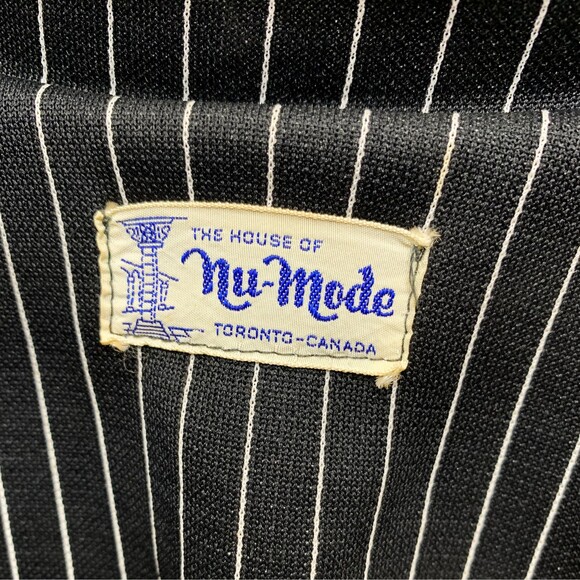 THE HOUSE OF
Nu-Mode
TORONTO-CANADA